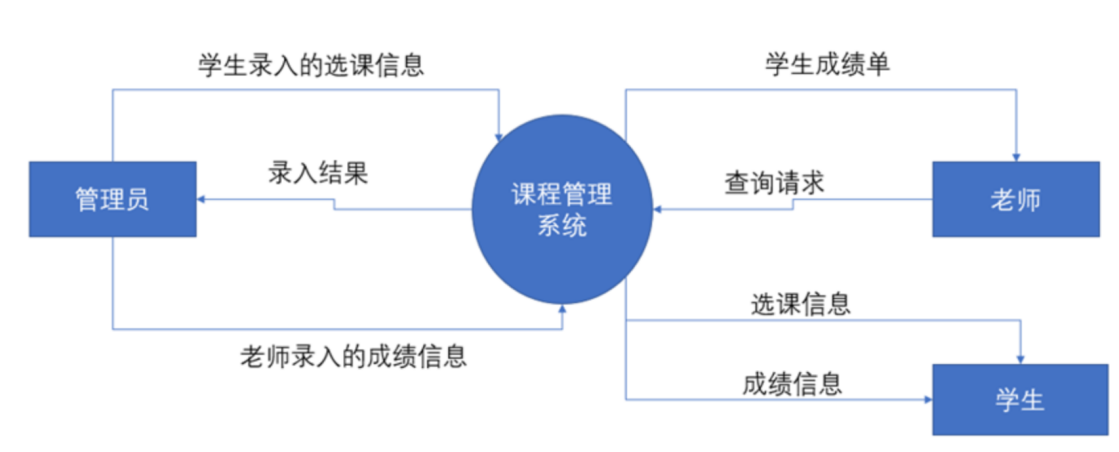 学生录入的选课信息
学生成绩单
录入结果
查询请求
管理员
课程管理
系统
老师
选课信息
老师录入的成绩信息
成绩信息
学生